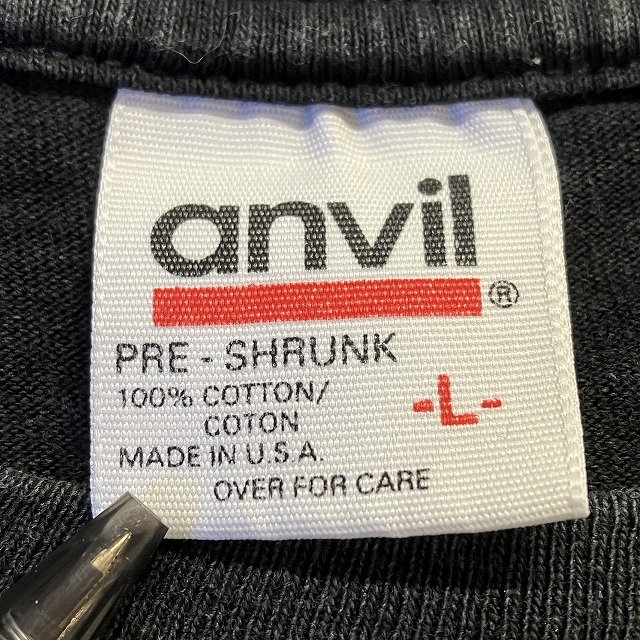 anvil ®
PRE - SHRUNK
100% COTTON/
COTON
-L-
MADE IN U.S.A.
OVER FOR CARE